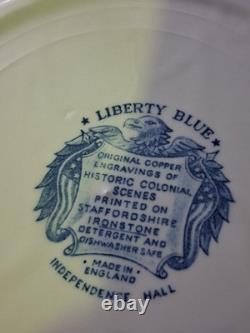 ★ LIBERTY BLUE ★
ORIGINAL COPPER
ENGRAVINGS OF
HISTORIC COLONIAL
SCENES
PRINTED ON
STAFFORDSHIRE
IRONSTONE
DETERGENT AND
DISHWASHER SAFE
• MADE IN •
ENGLAND
INDEPENDENCE HALL